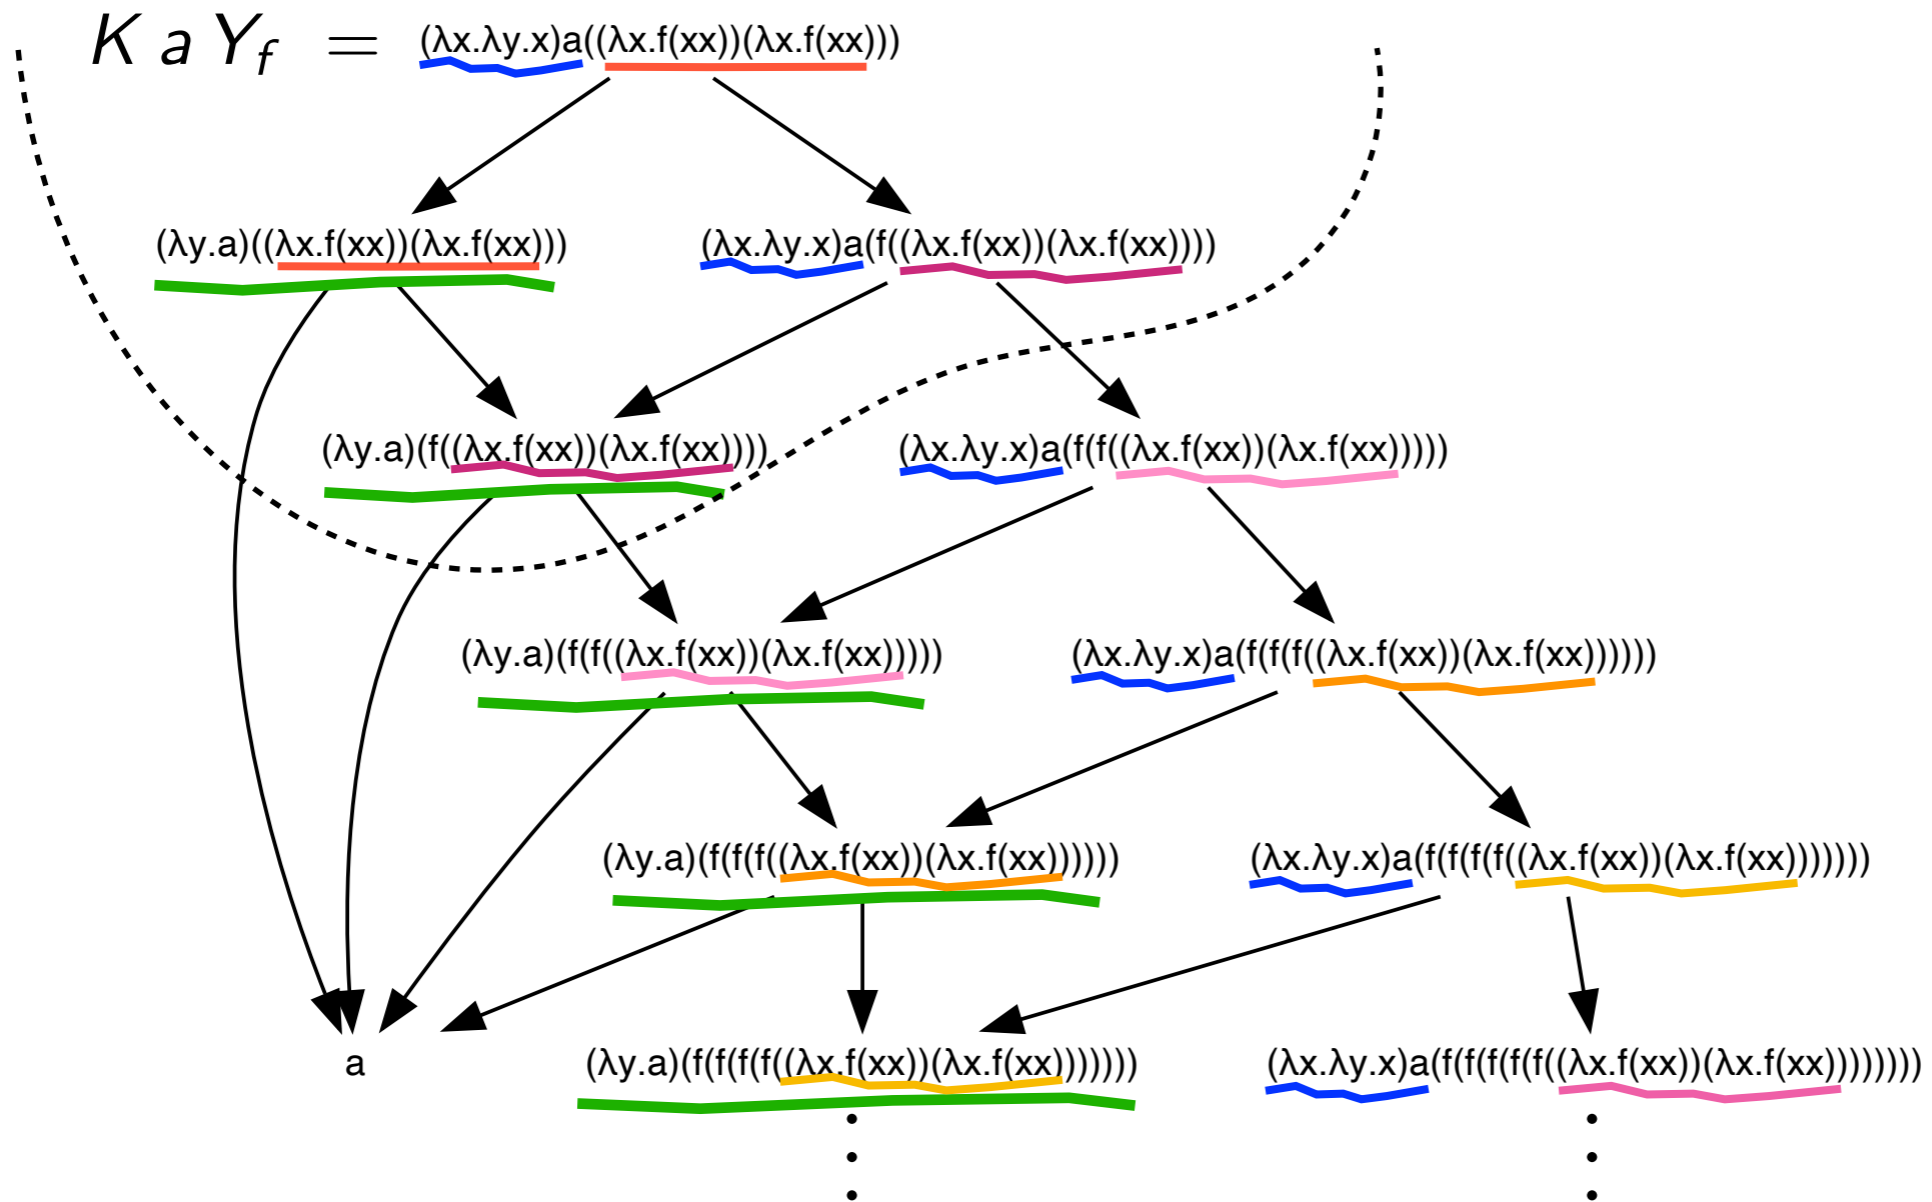 K a Y_f = (λx.λy.x)a((λx.f(xx))(λx.f(xx)))
(λy.a)((λx.f(xx))(λx.f(xx)))
(λx.λy.x)a(f((λx.f(xx))(λx.f(xx))))
(λy.a)(f((λx.f(xx))(λx.f(xx))))
(λx.λy.x)a(f(f((λx.f(xx))(λx.f(xx)))))
(λy.a)(f(f((λx.f(xx))(λx.f(xx)))))
(λx.λy.x)a(f(f(f((λx.f(xx))(λx.f(xx))))))
(λy.a)(f(f(f((λx.f(xx))(λx.f(xx))))))
(λx.λy.x)a(f(f(f(f((λx.f(xx))(λx.f(xx)))))))
a
(λy.a)(f(f(f(f((λx.f(xx))(λx.f(xx)))))))
(λx.λy.x)a(f(f(f(f(f((λx.f(xx))(λx.f(xx))))))))